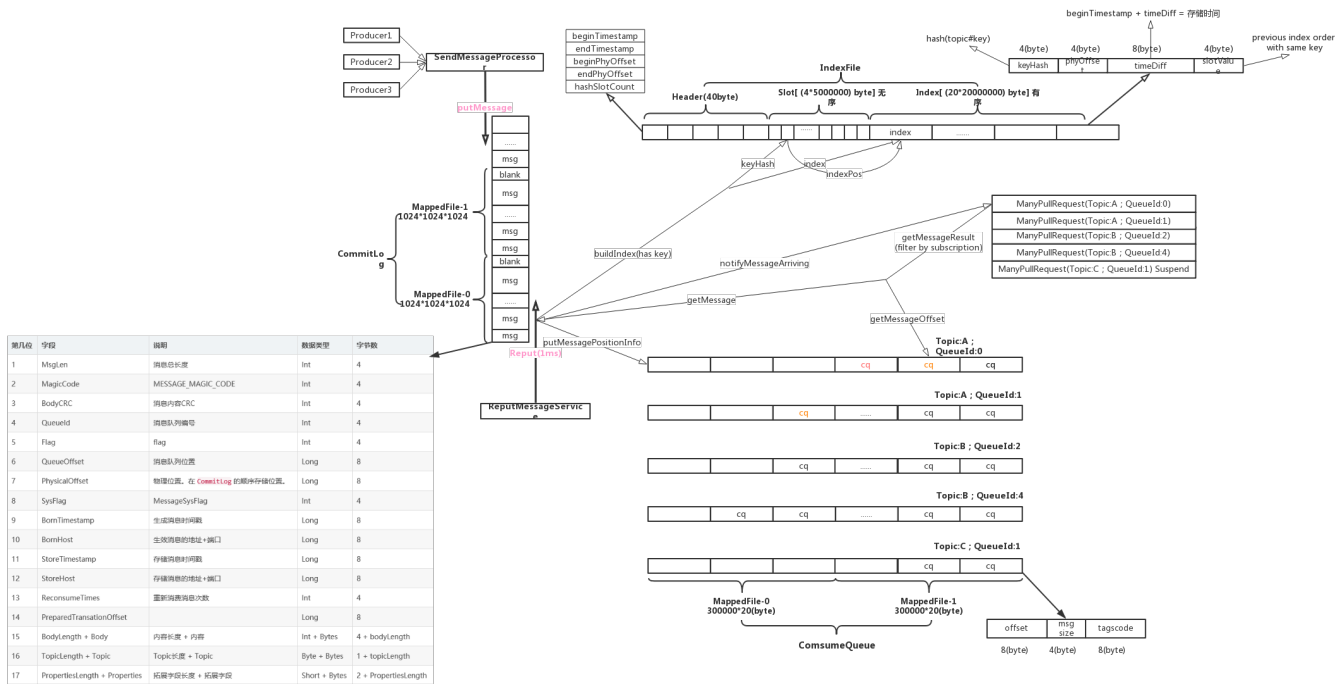 Producer1
Producer2
Producer3
SendMessageProcesso
r
putMessage
......
msg
blank
msg
......
msg
msg
blank
msg
......
msg
msg
MappedFile-1
1024*1024*1024
CommitLo
g
MappedFile-0
1024*1024*1024
Reput(1ms)
ReputMessageServic
e
beginTimestamp
endTimestamp
beginPhyOffset
endPhyOffset
hashSlotCount
IndexFile
Header(40byte)
Slot[ (4*5000000) byte] 无
序
Index[ (20*20000000) byte] 有
序
......
index
......
beginTimestamp + timeDiff = 存储时间
hash(topic#key)
previous index order
with same key
4(byte)
4(byte)
8(byte)
4(byte)
keyHash
phyOffse
t
timeDiff
slotValu
e
keyHash
index
indexPos
buildIndex(has key)
notifyMessageArriving
getMessage
getMessageResult
(filter by subscription)
getMessageOffset
putMessagePositionInfo
ManyPullRequest(Topic:A ; QueueId:0)
ManyPullRequest(Topic:A ; QueueId:1)
ManyPullRequest(Topic:B ; QueueId:2)
ManyPullRequest(Topic:B ; QueueId:4)
ManyPullRequest(Topic:C ; QueueId:1) Suspend
Topic:A ;
QueueId:0
cq cq cq
Topic:A ; QueueId:1
cq ...... cq cq
Topic:B ; QueueId:2
cq ...... cq cq
Topic:B ; QueueId:4
cq cq ...... cq cq
Topic:C ; QueueId:1
cq cq
MappedFile-0
300000*20(byte)
MappedFile-1
300000*20(byte)
ComsumeQueue
offset
msg
size
tagscode
8(byte)
4(byte)
8(byte)
第几位 字段 说明 数据类型 字节数
1 MsgLen 消息总长度 Int 4
2 MagicCode MESSAGE_MAGIC_CODE Int 4
3 BodyCRC 消息内容CRC Int 4
4 QueueId 消息队列编号 Int 4
5 Flag flag Int 4
6 QueueOffset 消息队列位置 Long 8
7 PhysicalOffset 物理位置。在 CommitLog 的顺序存储位置。 Long 8
8 SysFlag MessageSysFlag Int 4
9 BornTimestamp 生成消息时间戳 Long 8
10 BornHost 生效消息的地址+端口 Long 8
11 StoreTimestamp 存储消息时间戳 Long 8
12 StoreHost 存储消息的地址+端口 Long 8
13 ReconsumeTimes 重新消费消息次数 Int 4
14 PreparedTransationOffset Long 8
15 BodyLength + Body 内容长度 + 内容 Int + Bytes 4 + bodyLength
16 TopicLength + Topic Topic长度 + Topic Byte + Bytes 1 + topicLength
17 PropertiesLength + Properties 拓展字段长度 + 拓展字段 Short + Bytes 2 + PropertiesLength